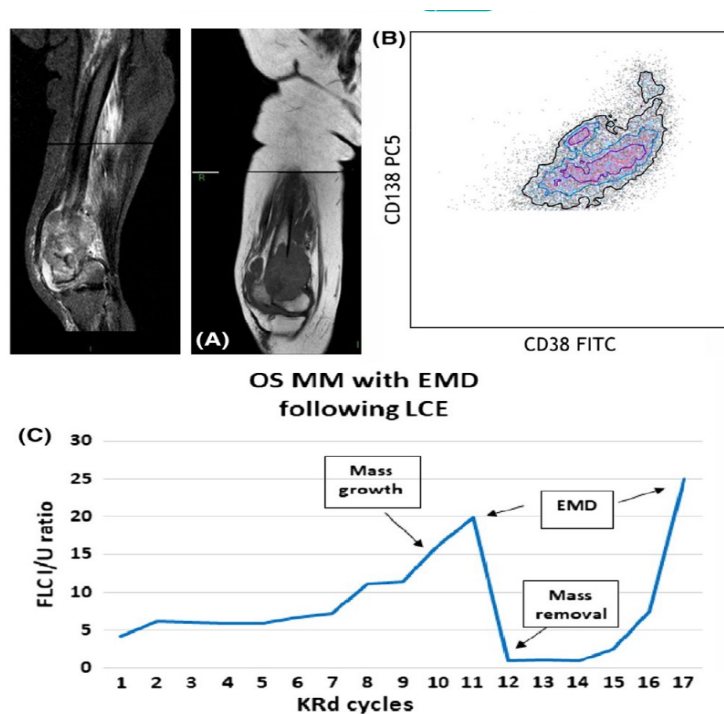 (A)
R
(B)
CD138 PC5
CD38 FITC
OS MM with EMD
following LCE
(C)
FLC I/U ratio
30
25
20
15
10
5
0
Mass
growth
EMD
Mass
removal
1 2 3 4 5 6 7 8 9 10 11 12 13 14 15 16 17
KRd cycles